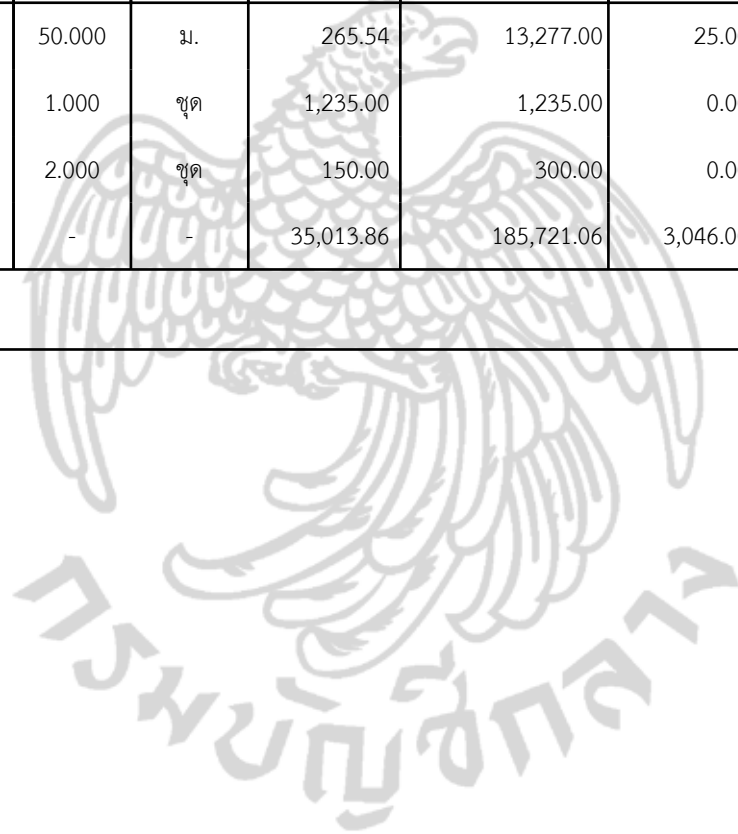 50.000 ม. 265.54 13,277.00 25.0
1.000 ชุด 1,235.00 1,235.00 0.0
2.000 ชุด 150.00 300.00 0.0
- - 35,013.86 185,721.06 3,046.0
กรมบัญชีกลาง